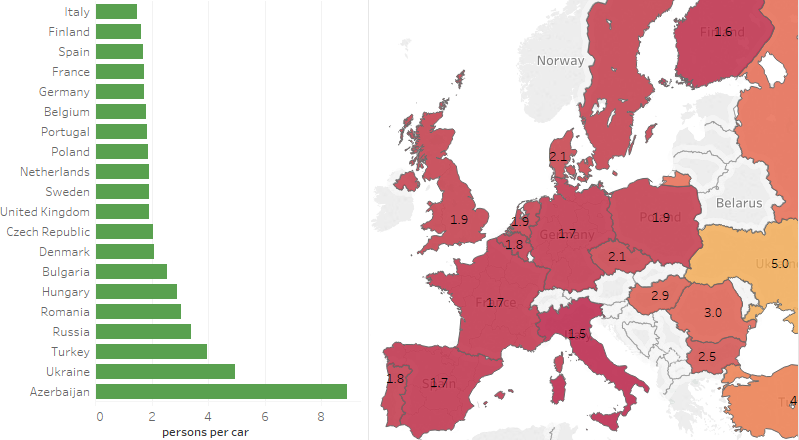 Italy
Finland
Spain
France
Germany
Belgium
Portugal
Poland
Netherlands
Sweden
United Kingdom
Czech Republic
Denmark
Bulgaria
Hungary
Romania
Russia
Turkey
Ukraine
Azerbaijan
0 2 4 6 8
persons per car
Finland
1.6
Norway
2.1
Belarus
1.9
1.9
Poland
1.9
Germany
1.7
1.8
2.1
Ukraine
5.0
France
1.7
2.9
3.0
Italy
1.5
2.5
1.8
Spain
1.7
4